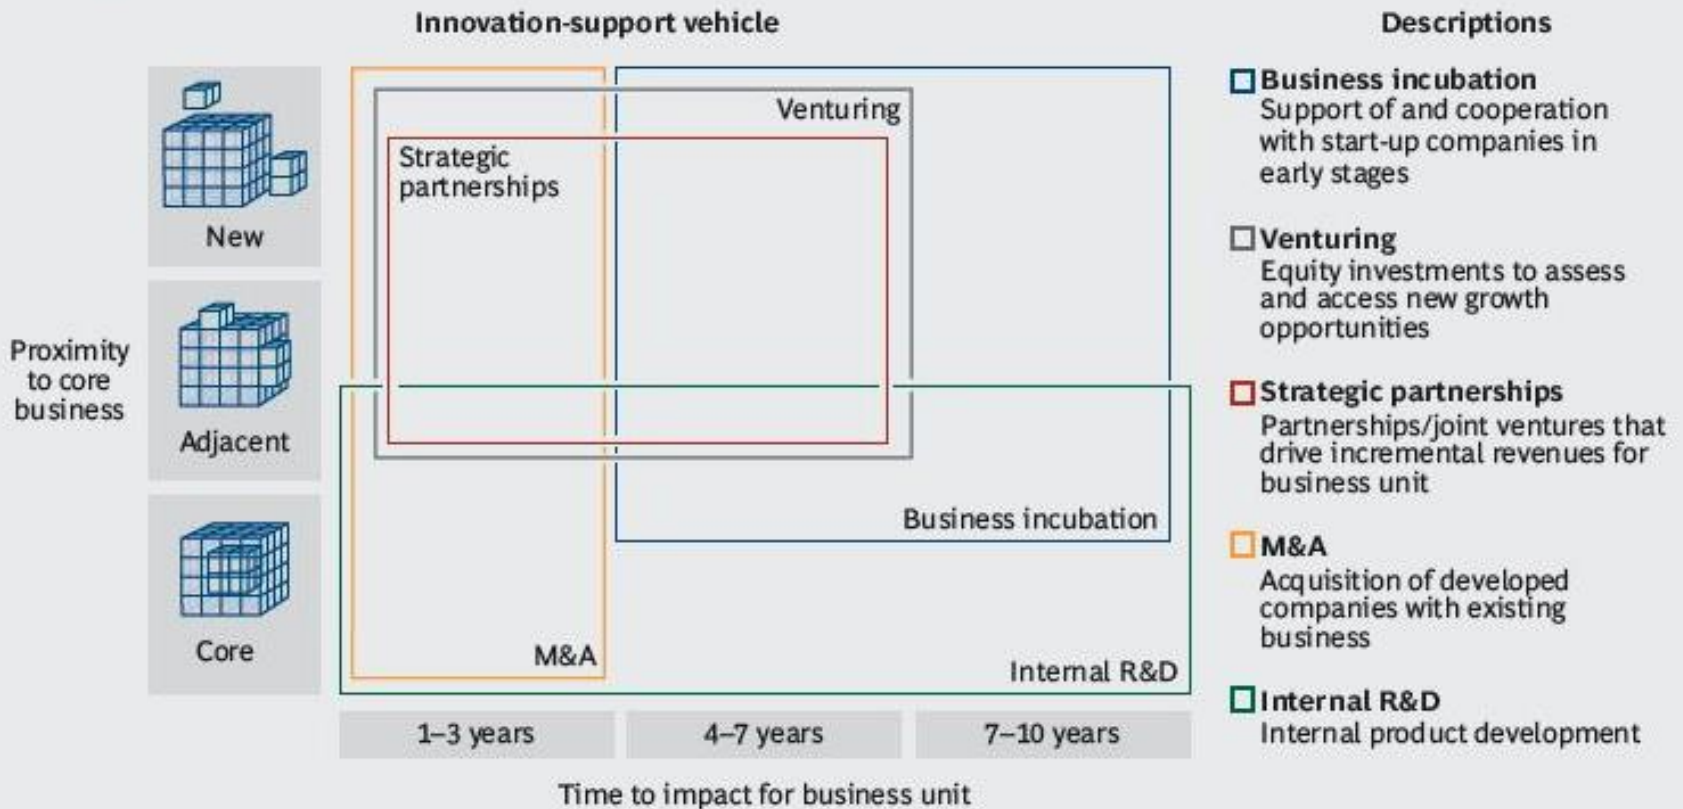 Innovation-support vehicle
Descriptions
Proximity
to core
business
New
Adjacent
Core
Venturing
Strategic
partnerships
Business incubation
M&A
Internal R&D
1–3 years
4–7 years
7–10 years
Time to impact for business unit
Business incubation
Support of and cooperation
with start-up companies in
early stages
Venturing
Equity investments to assess
and access new growth
opportunities
Strategic partnerships
Partnerships/joint ventures that
drive incremental revenues for
business unit
M&A
Acquisition of developed
companies with existing
business
Internal R&D
Internal product development